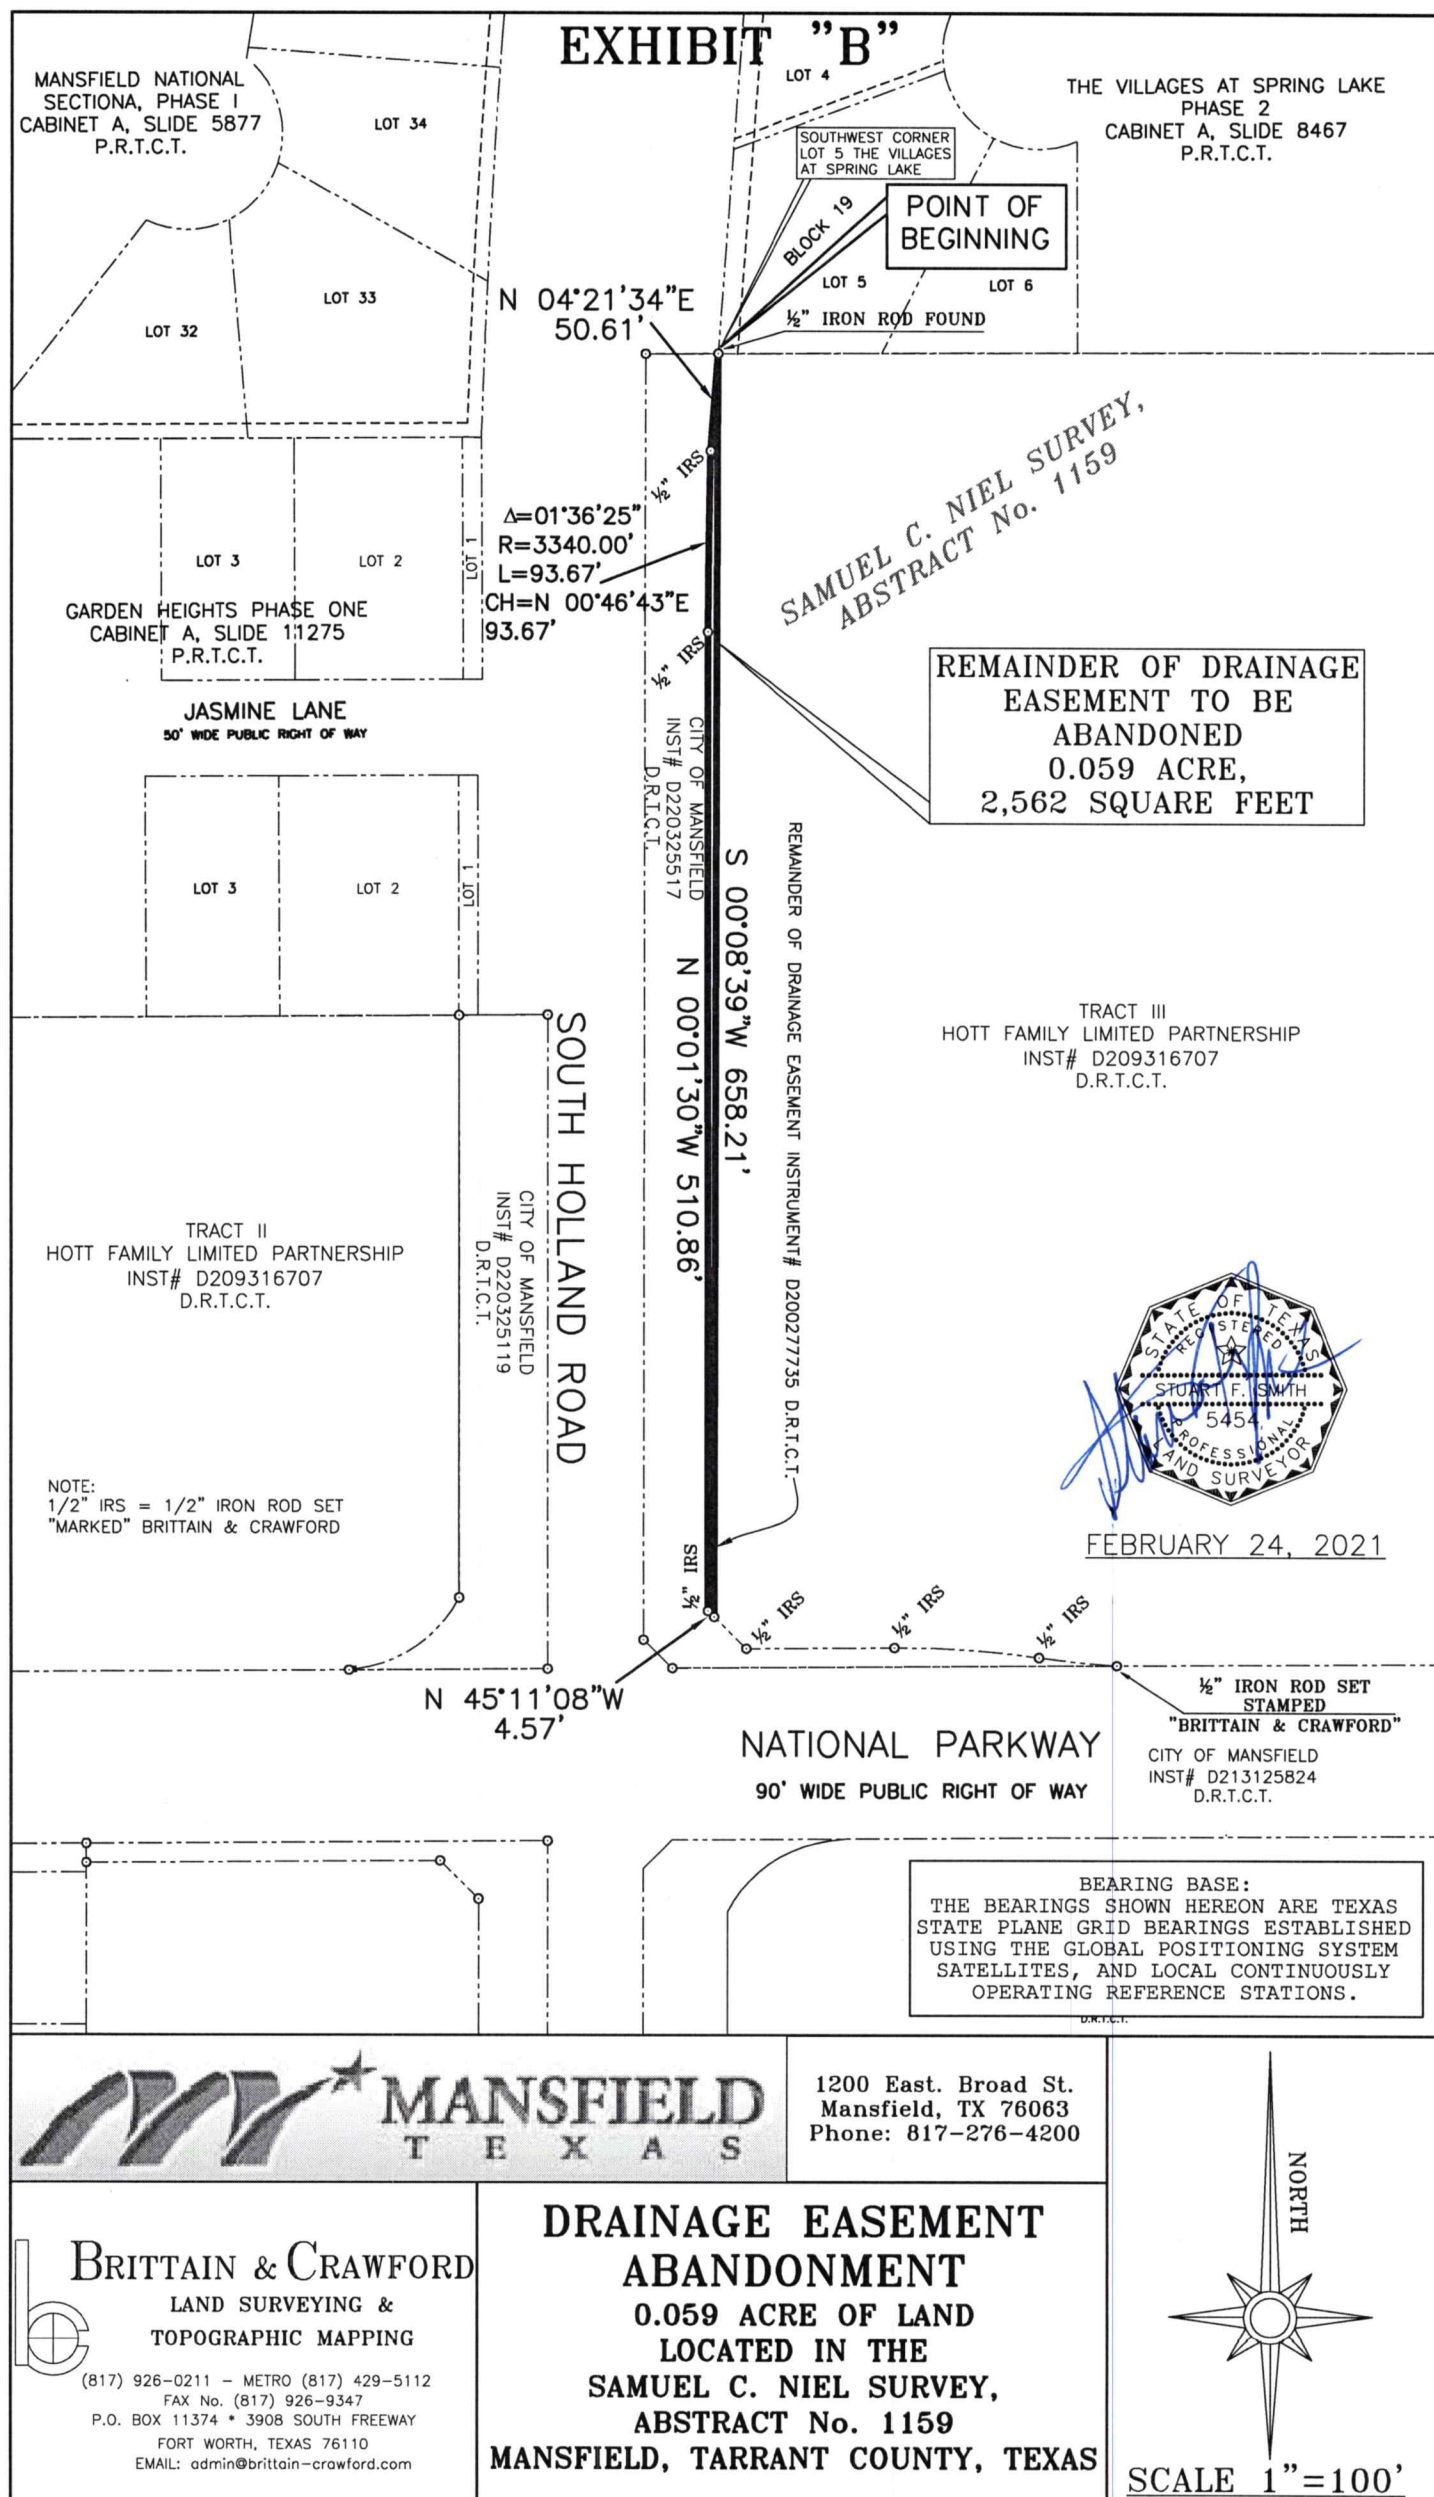 EXHIBIT "B"
MANSFIELD NATIONAL
SECTIONA, PHASE I
CABINET A, SLIDE 5877
P.R.T.C.T.
LOT 34
LOT 4
THE VILLAGES AT SPRING LAKE
PHASE 2
CABINET A, SLIDE 8467
P.R.T.C.T.
SOUTHWEST CORNER
LOT 5 THE VILLAGES
AT SPRING LAKE
BLOCK 19
POINT OF
BEGINNING
LOT 33
LOT 32
LOT 5
LOT 6
N 04°21'34"E
50.61'
½" IRON ROD FOUND
½" IRS
SAMUEL C. NIEL SURVEY,
ABSTRACT No. 1159
Δ=01°36'25"
R=3340.00'
L=93.67'
CH=N 00°46'43"E
93.67'
½" IRS
LOT 3
LOT 2
LOT 1
GARDEN HEIGHTS PHASE ONE
CABINET A, SLIDE 11275
P.R.T.C.T.
JASMINE LANE
50' WIDE PUBLIC RIGHT OF WAY
REMAINDER OF DRAINAGE
EASEMENT TO BE
ABANDONED
0.059 ACRE,
2,562 SQUARE FEET
CITY OF MANSFIELD
INST# D220325517
D.R.T.C.T.
LOT 3
LOT 2
LOT 1
S 00°08'39"W 658.21'
N 00°01'30"W 510.86'
REMAINDER OF DRAINAGE EASEMENT INSTRUMENT# D200277735 D.R.T.C.T.
TRACT III
HOTT FAMILY LIMITED PARTNERSHIP
INST# D209316707
D.R.T.C.T.
SOUTH HOLLAND ROAD
CITY OF MANSFIELD
INST# D220325119
D.R.T.C.T.
TRACT II
HOTT FAMILY LIMITED PARTNERSHIP
INST# D209316707
D.R.T.C.T.
STATE OF TEXAS
REGISTERED
STUART F. SMITH
5454
PROFESSIONAL
LAND SURVEYOR
FEBRUARY 24, 2021
NOTE:
1/2" IRS = 1/2" IRON ROD SET
"MARKED" BRITTAIN & CRAWFORD
½" IRS
½" IRS
½" IRS
½" IRS
N 45°11'08"W
4.57'
½" IRON ROD SET
STAMPED
"BRITTAIN & CRAWFORD"
NATIONAL PARKWAY
90' WIDE PUBLIC RIGHT OF WAY
CITY OF MANSFIELD
INST# D213125824
D.R.T.C.T.
BEARING BASE:
THE BEARINGS SHOWN HEREON ARE TEXAS
STATE PLANE GRID BEARINGS ESTABLISHED
USING THE GLOBAL POSITIONING SYSTEM
SATELLITES, AND LOCAL CONTINUOUSLY
OPERATING REFERENCE STATIONS.
D.R.T.C.T.
MANSFIELD
TEXAS
1200 East. Broad St.
Mansfield, TX 76063
Phone: 817-276-4200
NORTH
bc
BRITTAIN & CRAWFORD
LAND SURVEYING &
TOPOGRAPHIC MAPPING
(817) 926-0211 - METRO (817) 429-5112
FAX No. (817) 926-9347
P.O. BOX 11374 * 3908 SOUTH FREEWAY
FORT WORTH, TEXAS 76110
EMAIL: admin@brittain-crawford.com
DRAINAGE EASEMENT
ABANDONMENT
0.059 ACRE OF LAND
LOCATED IN THE
SAMUEL C. NIEL SURVEY,
ABSTRACT No. 1159
MANSFIELD, TARRANT COUNTY, TEXAS
SCALE 1"=100'